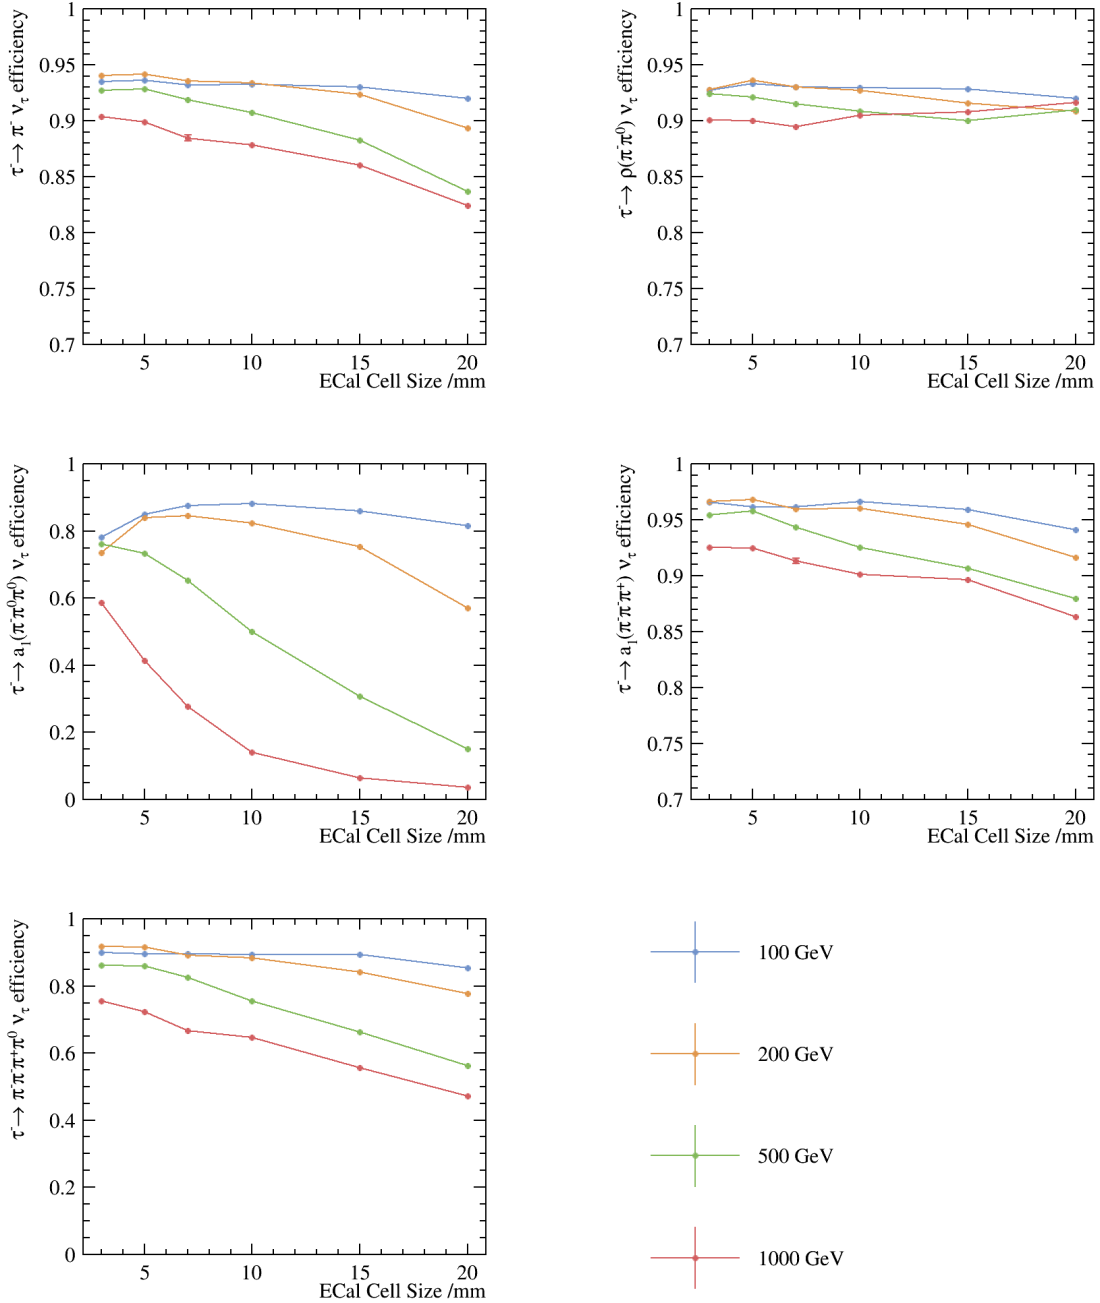 τ⁻→ π⁻ ν_τ efficiency
1
0.95
0.9
0.85
0.8
0.75
0.7
5 10 15 20
ECal Cell Size /mm
τ⁻→ ρ(π⁻π⁰) ν_τ efficiency
1
0.95
0.9
0.85
0.8
0.75
0.7
5 10 15 20
ECal Cell Size /mm
τ⁻→ a₁(π⁻π⁰π⁰) ν_τ efficiency
1
0.8
0.6
0.4
0.2
0
5 10 15 20
ECal Cell Size /mm
τ⁻→ a₁(π⁻π⁻π⁺) ν_τ efficiency
1
0.95
0.9
0.85
0.8
0.75
0.7
5 10 15 20
ECal Cell Size /mm
τ⁻→ π⁻π⁻π⁺π⁰ ν_τ efficiency
1
0.8
0.6
0.4
0.2
0
5 10 15 20
ECal Cell Size /mm
100 GeV
200 GeV
500 GeV
1000 GeV